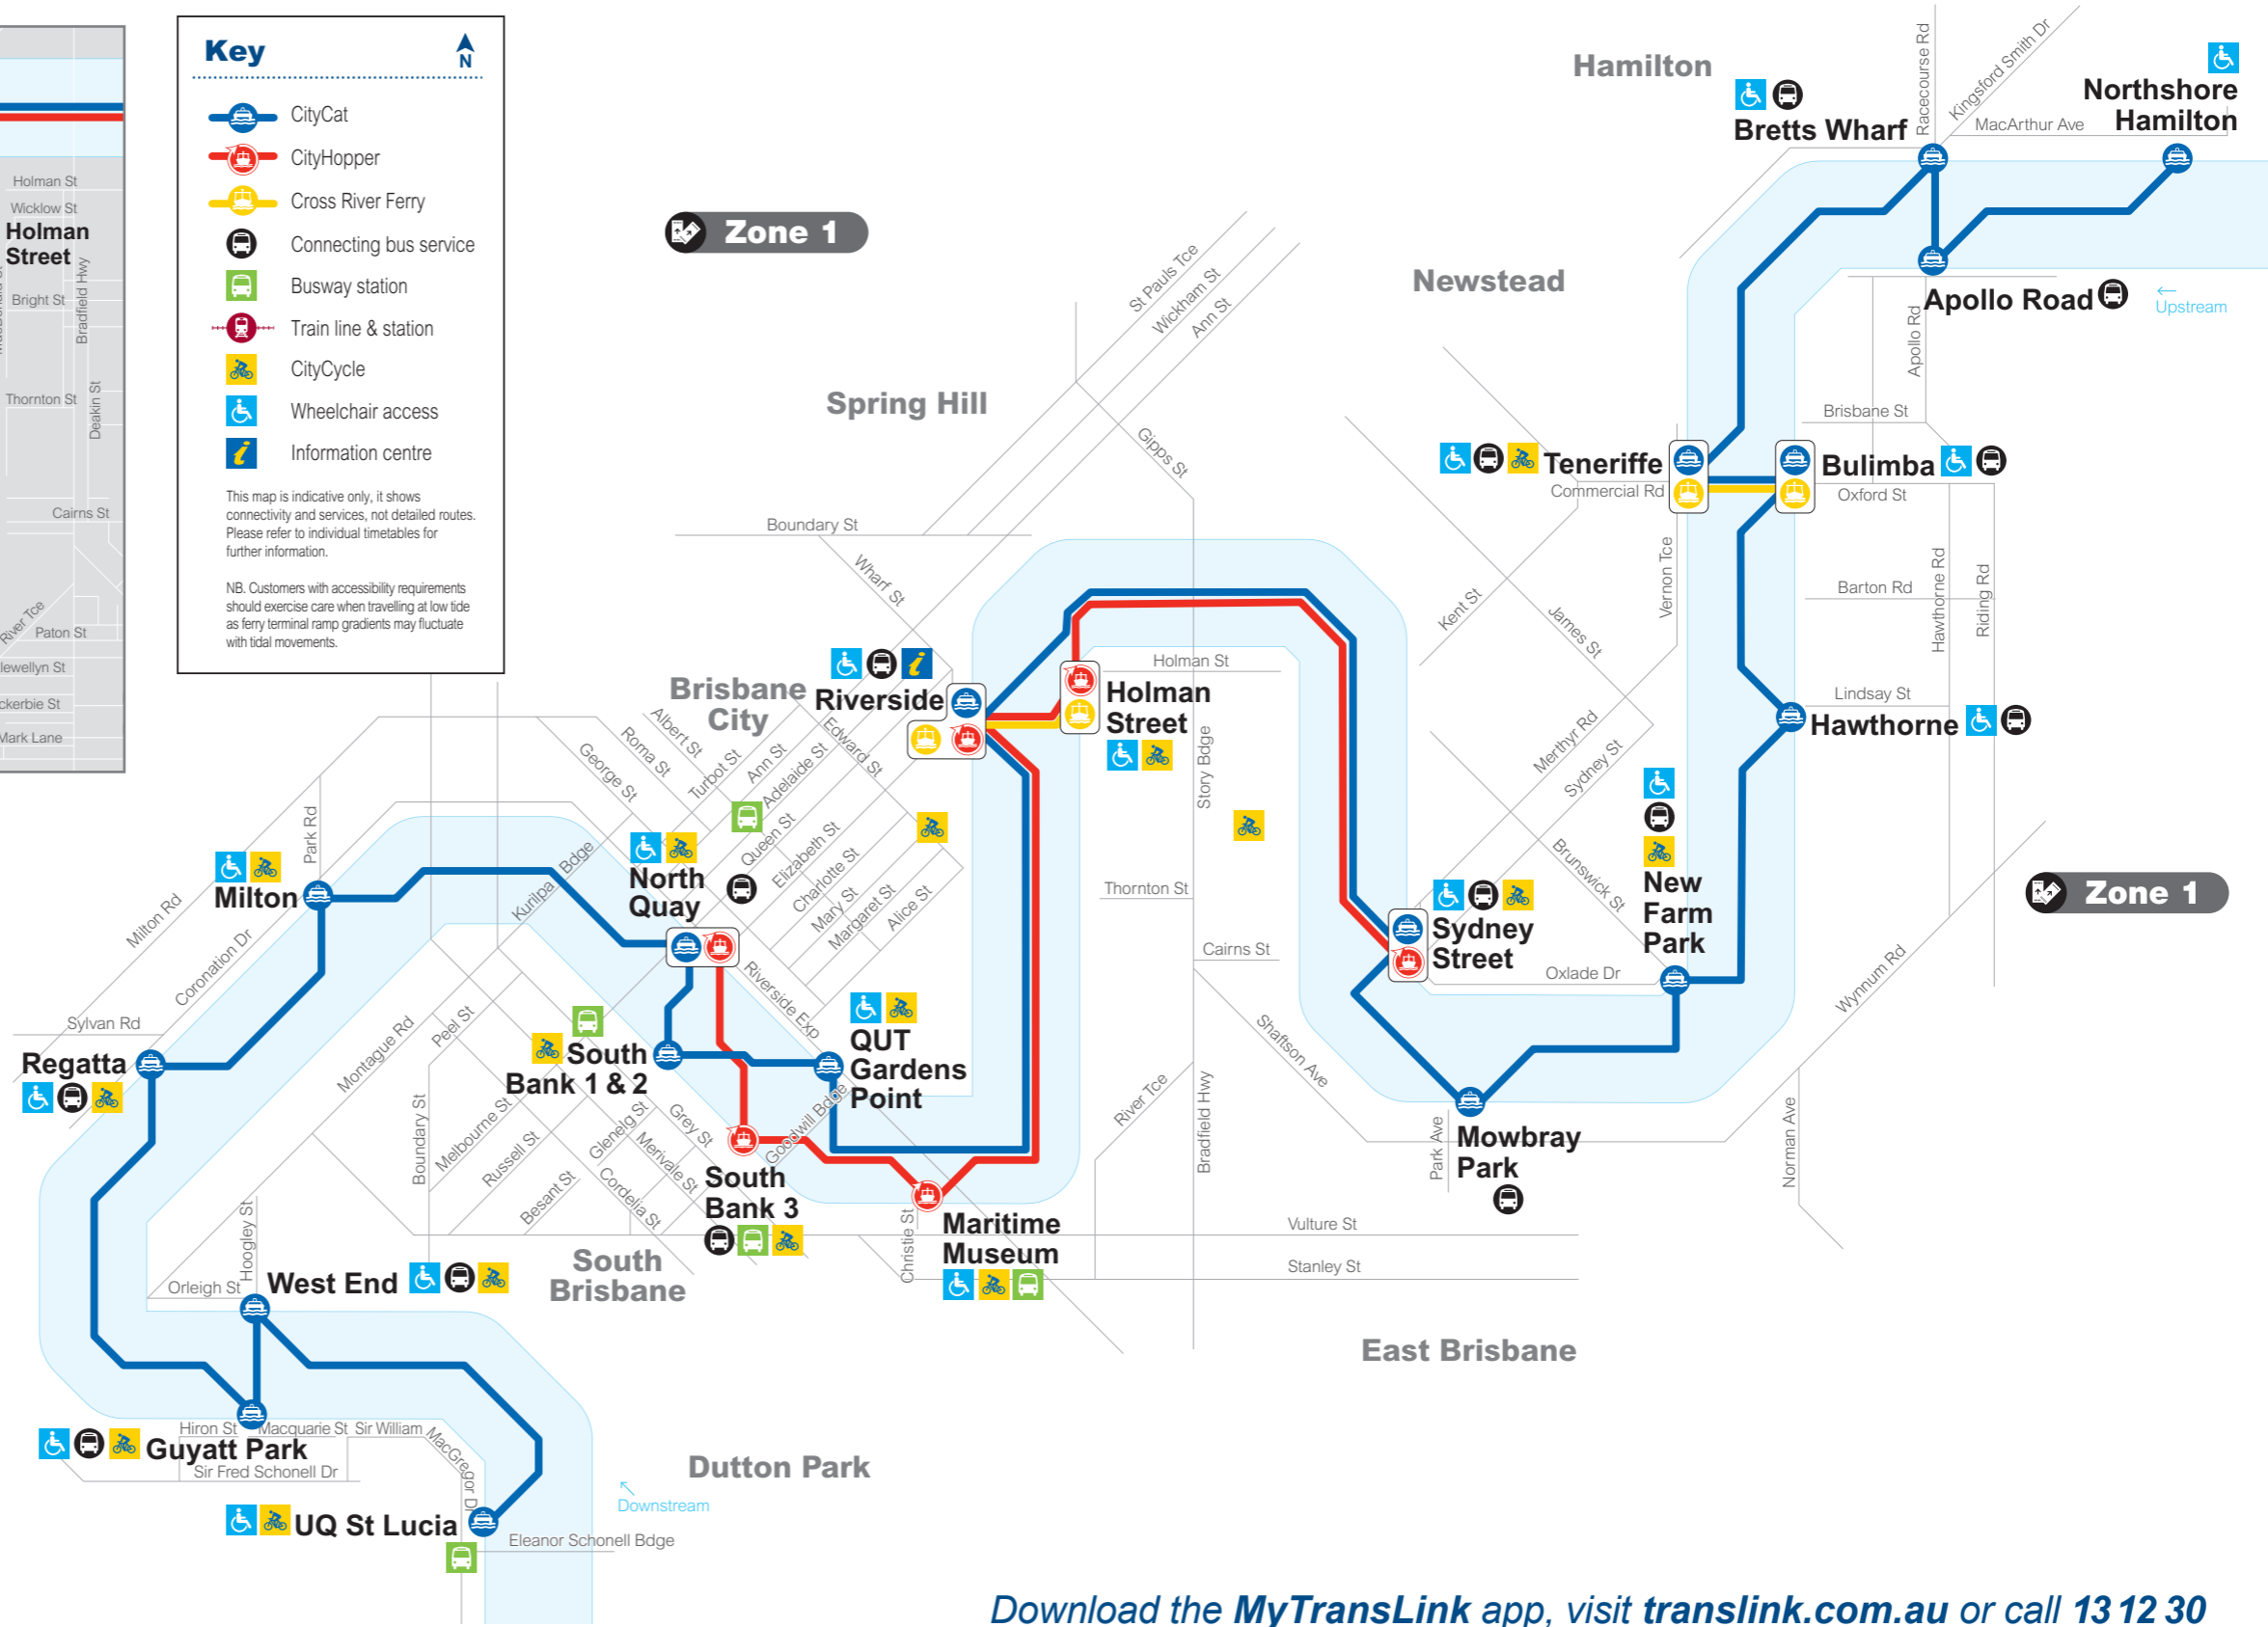 Key
N
CityCat
CityHopper
Cross River Ferry
Connecting bus service
Busway station
Train line & station
CityCycle
Wheelchair access
Information centre
This map is indicative only, it shows
connectivity and services, not detailed routes.
Please refer to individual timetables for
further information.
NB. Customers with accessibility requirements
should exercise care when travelling at low tide
as ferry terminal ramp gradients may fluctuate
with tidal movements.
Holman St
Wicklow St
Holman
Street
Bright St
Bradfield Hwy
Thornton St
Deakin St
Cairns St
River Tce
Paton St
Mark Lane
Zone 1
Hamilton
Bretts Wharf
Racecourse Rd
Kingsford Smith Dr
MacArthur Ave
Northshore
Hamilton
Apollo Road
Upstream
Apollo Rd
Newstead
St Pauls Tce
Wickham St
Ann St
Spring Hill
Gipps St
Brisbane St
Teneriffe
Commercial Rd
Bulimba
Oxford St
Boundary St
Wharf St
Vernon Tce
Kent St
James St
Barton Rd
Hawthorne Rd
Riding Rd
Holman St
Lindsay St
Hawthorne
Brisbane
City
Riverside
Holman
Street
Story Bdge
Merthyr Rd
Sydney St
Albert St
Roma St
George St
Turbot St
Ann St
Adelaide St
Edward St
Queen St
Elizabeth St
Charlotte St
Mary St
Margaret St
Alice St
Park Rd
Milton
Milton Rd
Coronation Dr
Kurilpa Bdge
North
Quay
Riverside Exp
Thornton St
Cairns St
Brunswick St
New
Farm
Park
Sydney
Street
Oxlade Dr
Zone 1
Wynnum Rd
Sylvan Rd
Regatta
Montague Rd
Peel St
South
Bank 1 & 2
QUT
Gardens
Point
Goodwill Bdge
Shaftson Ave
River Tce
Bradfield Hwy
Boundary St
Melbourne St
Russell St
Besant St
Glenelg St
Grey St
Merivale St
Cordelia St
South
Bank 3
Park Ave
Mowbray
Park
Norman Ave
Maritime
Museum
Christie St
Vulture St
Stanley St
Hoogley St
Orleigh St
West End
South
Brisbane
East Brisbane
Hiron St
Macquarie St
Sir William
MacGregor Dr
Guyatt Park
Sir Fred Schonell Dr
Dutton Park
Downstream
UQ St Lucia
Eleanor Schonell Bdge
Download the MyTransLink app, visit translink.com.au or call 13 12 30